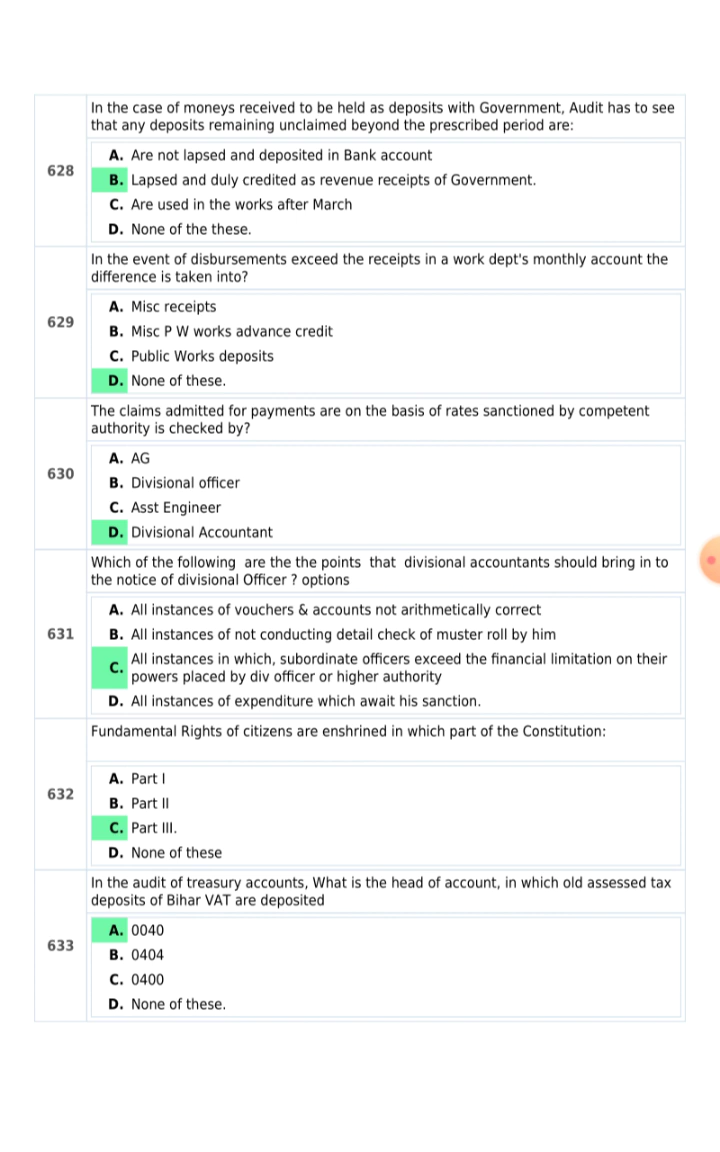 In the case of moneys received to be held as deposits with Government, Audit has to see
that any deposits remaining unclaimed beyond the prescribed period are:
628
A. Are not lapsed and deposited in Bank account
B. Lapsed and duly credited as revenue receipts of Government.
C. Are used in the works after March
D. None of the these.
In the event of disbursements exceed the receipts in a work dept's monthly account the
difference is taken into?
629
A. Misc receipts
B. Misc P W works advance credit
C. Public Works deposits
D. None of these.
The claims admitted for payments are on the basis of rates sanctioned by competent
authority is checked by?
630
A. AG
B. Divisional officer
C. Asst Engineer
D. Divisional Accountant
Which of the following are the the points that divisional accountants should bring in to
the notice of divisional Officer ? options
631
A. All instances of vouchers & accounts not arithmetically correct
B. All instances of not conducting detail check of muster roll by him
C. All instances in which, subordinate officers exceed the financial limitation on their
powers placed by div officer or higher authority
D. All instances of expenditure which await his sanction.
Fundamental Rights of citizens are enshrined in which part of the Constitution:
632
A. Part I
B. Part II
C. Part III.
D. None of these
In the audit of treasury accounts, What is the head of account, in which old assessed tax
deposits of Bihar VAT are deposited
633
A. 0040
B. 0404
C. 0400
D. None of these.